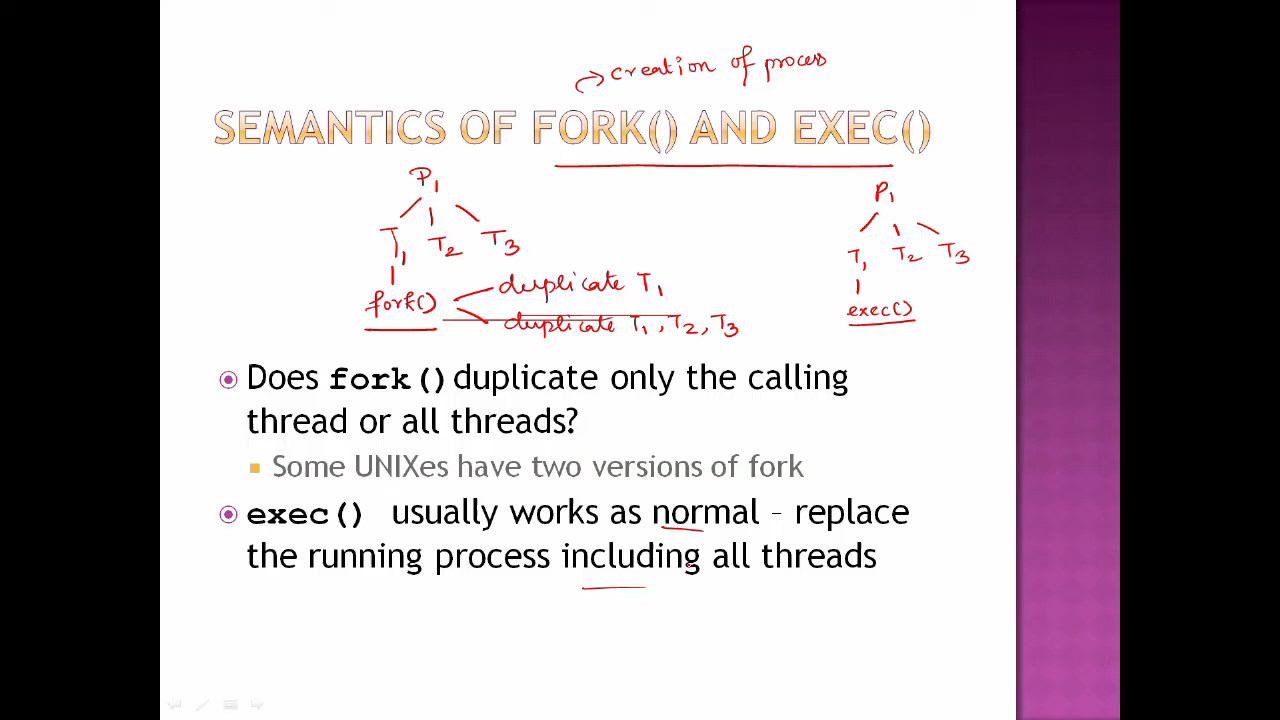 creation of process
SEMANTICS OF FORK() AND EXEC()
P1
T1 T2 T3
fork()
duplicate T1
duplicate T1, T2, T3
P1
T1 T2 T3
exec()
Does fork() duplicate only the calling
thread or all threads?
Some UNIXes have two versions of fork
exec() usually works as normal – replace
the running process including all threads